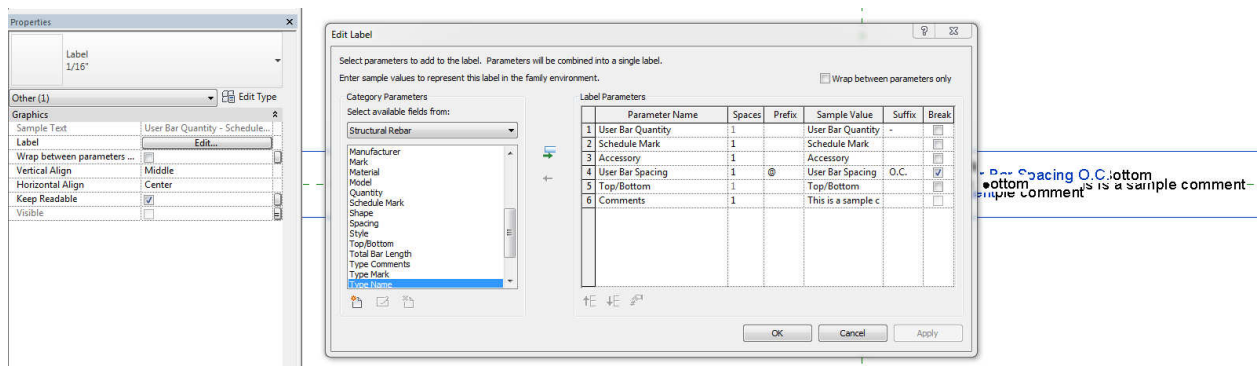 Properties
Label
1/16"
Other (1)
Edit Type
Graphics
Sample Text User Bar Quantity - Schedule...
Label Edit...
Wrap between parameters ...
Vertical Align Middle
Horizontal Align Center
Keep Readable
Visible
Edit Label
Select parameters to add to the label. Parameters will be combined into a single label.
Enter sample values to represent this label in the family environment.
Wrap between parameters only
Category Parameters
Select available fields from:
Structural Rebar
Manufacturer
Mark
Material
Model
Quantity
Schedule Mark
Shape
Spacing
Style
Top/Bottom
Total Bar Length
Type Comments
Type Mark
Type Name
Label Parameters
Parameter Name Spaces Prefix Sample Value Suffix Break
1 User Bar Quantity 1 User Bar Quantity -
2 Schedule Mark 1 Schedule Mark
3 Accessory 1 Accessory
4 User Bar Spacing 1 @ User Bar Spacing O.C.
5 Top/Bottom 1 Top/Bottom
6 Comments 1 This is a sample c
OK Cancel Apply
Bar Spacing O.C.
ottom
ottom
is a sample comment
ple comment